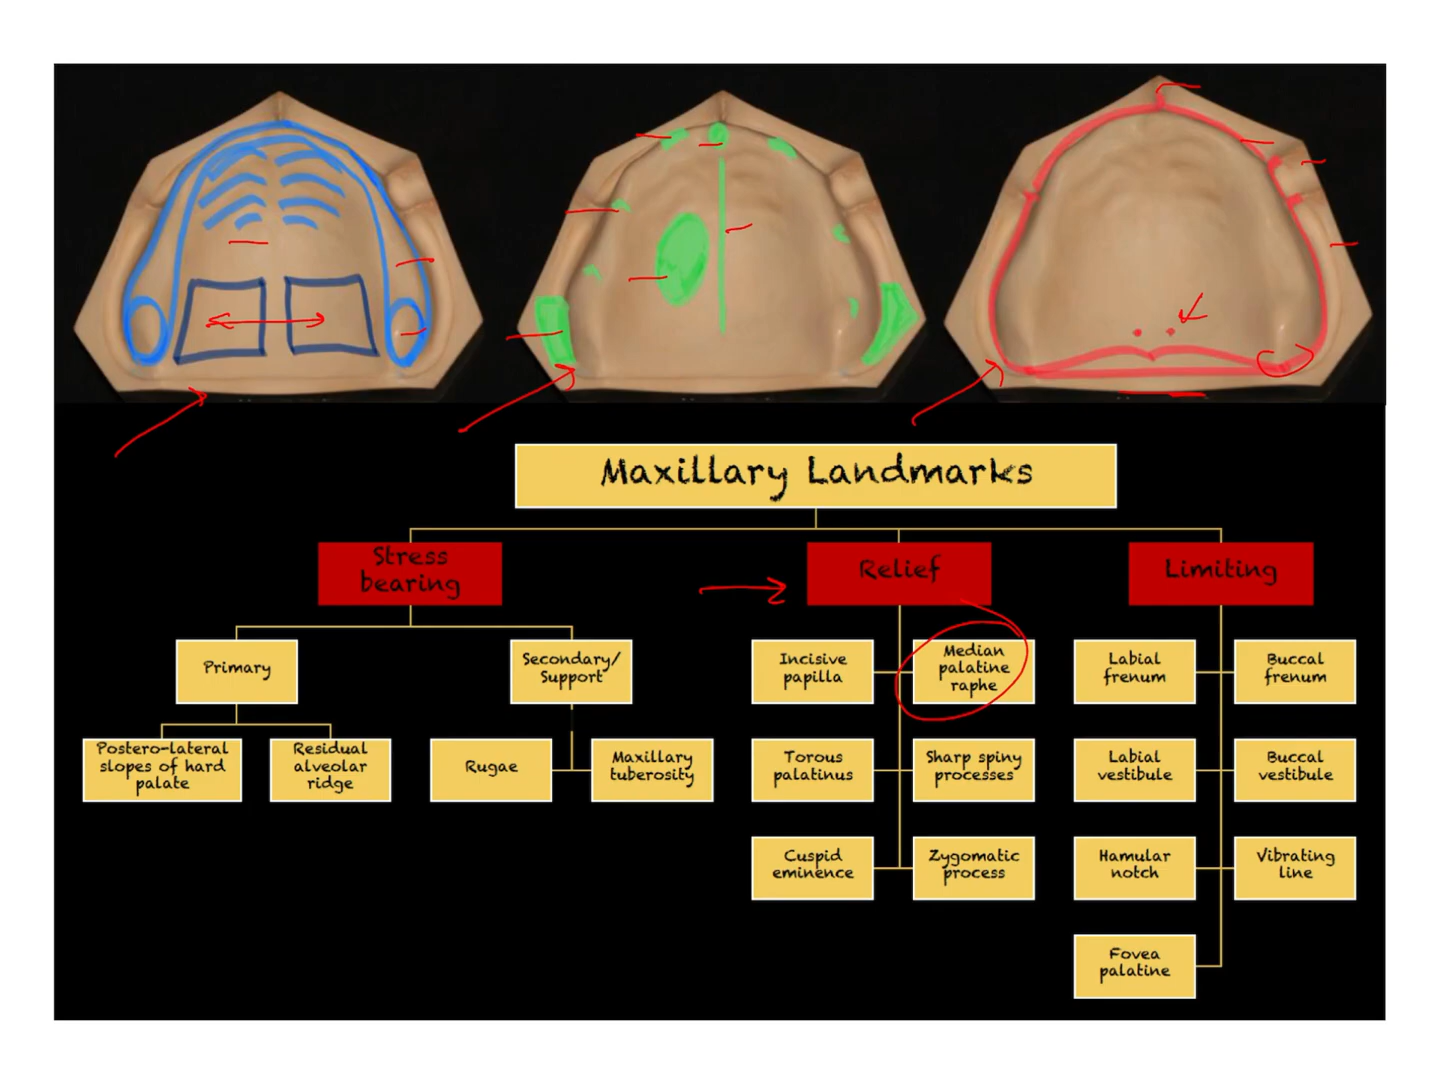 Maxillary Landmarks
Stress
bearing
Relief
Limiting
Primary
Secondary/
Support
Incisive
papilla
Median
palatine
raphe
Labial
frenum
Buccal
frenum
Postero-lateral
slopes of hard
palate
Residual
alveolar
ridge
Rugae
Maxillary
tuberosity
Torous
palatinus
Sharp spiny
processes
Labial
vestibule
Buccal
vestibule
Cuspid
eminence
Zygomatic
process
Hamular
notch
Vibrating
line
Fovea
palatine